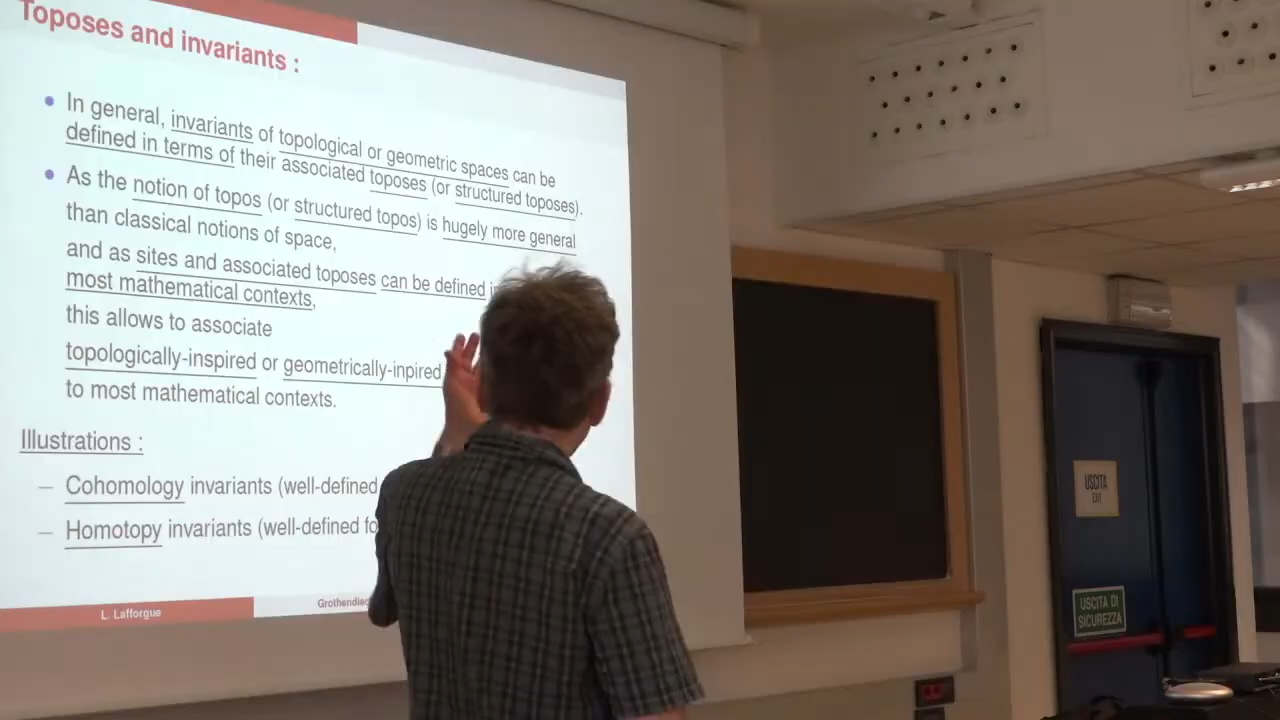 Toposes and invariants :
In general, invariants of topological or geometric spaces can be
defined in terms of their associated toposes (or structured toposes).
As the notion of topos (or structured topos) is hugely more general
than classical notions of space,
and as sites and associated toposes can be defined
most mathematical contexts,
this allows to associate
topologically-inspired or geometrically-inpired
to most mathematical contexts.
Illustrations :
— Cohomology invariants (well-defined
— Homotopy invariants (well-defined fo
L. Lafforgue
Grothendie
USCITA
EXIT
USCITA DI
SICUREZZA